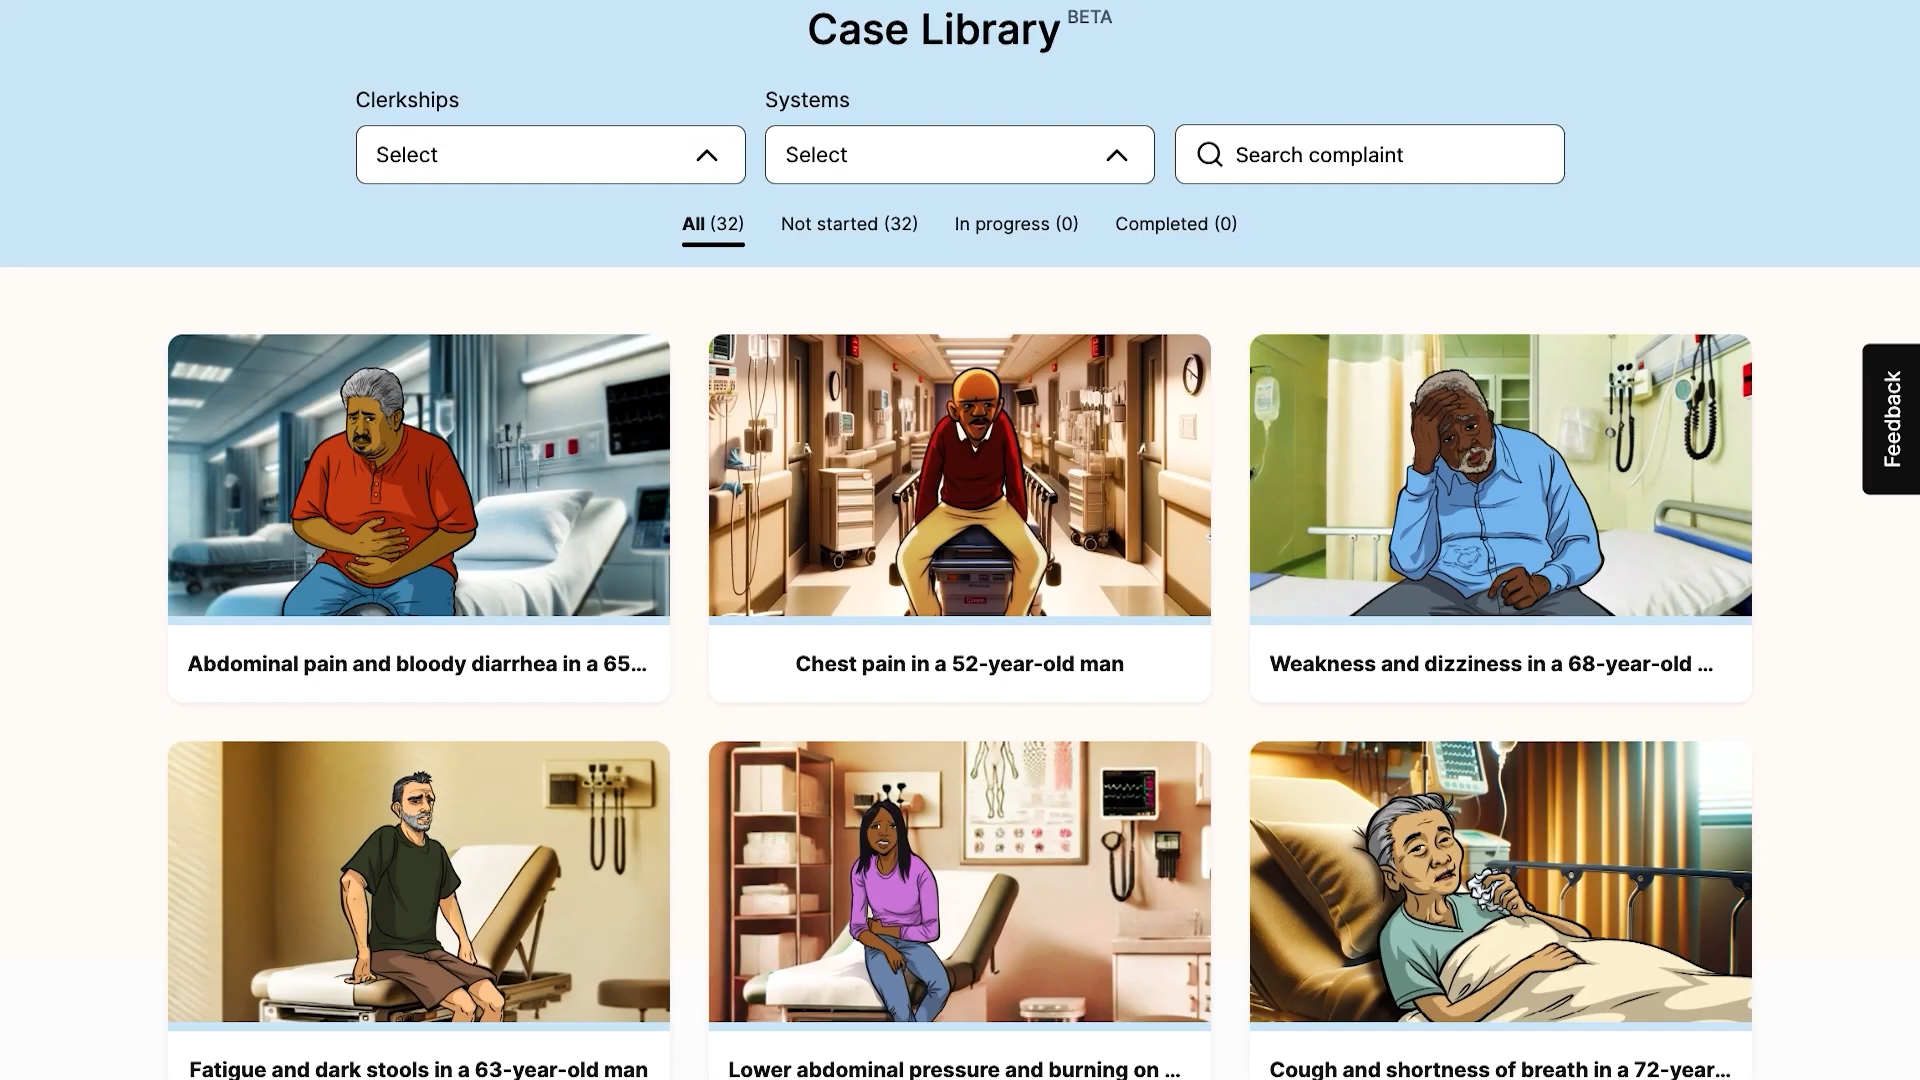 Case Library BETA
Clerkships
Systems
Select
Select
Search complaint
All (32)
Not started (32)
In progress (0)
Completed (0)
Feedback
Abdominal pain and bloody diarrhea in a 65...
Chest pain in a 52-year-old man
Weakness and dizziness in a 68-year-old ...
Fatigue and dark stools in a 63-year-old man
Lower abdominal pressure and burning on ...
Cough and shortness of breath in a 72-year...